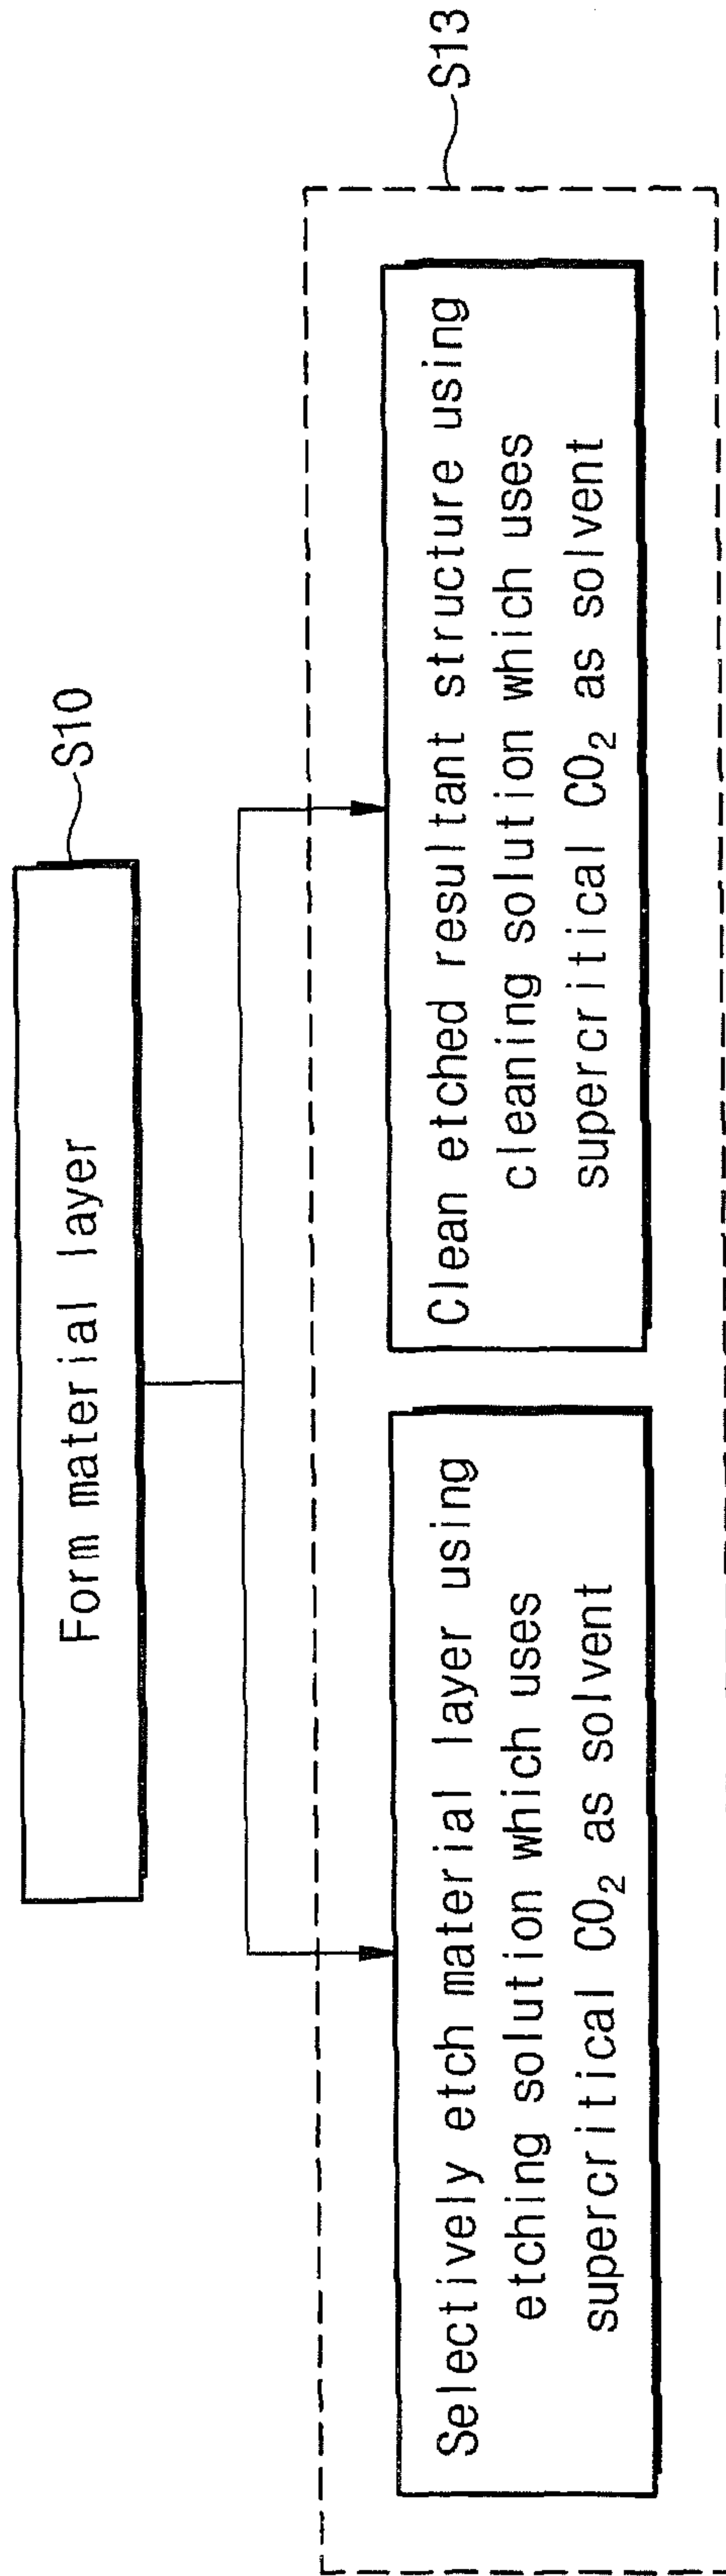 Form material layer
S10
Selectively etch material layer using
etching solution which uses
supercritical CO₂ as solvent
Clean etched resultant structure using
cleaning solution which uses
supercritical CO₂ as solvent
S13